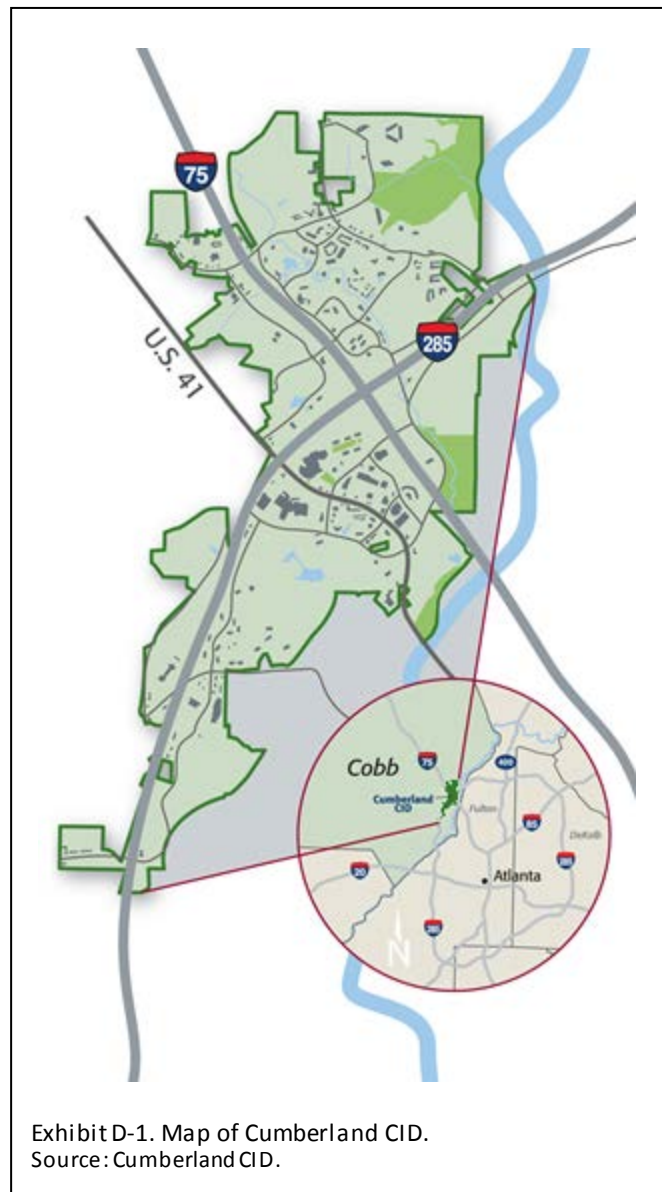 75
U.S. 41
285
Cobb
75
400
Cumberland
CID
Fulton
85
DeKalb
20
Atlanta
285
285
N
Exhibit D-1. Map of Cumberland CID.
Source: Cumberland CID.